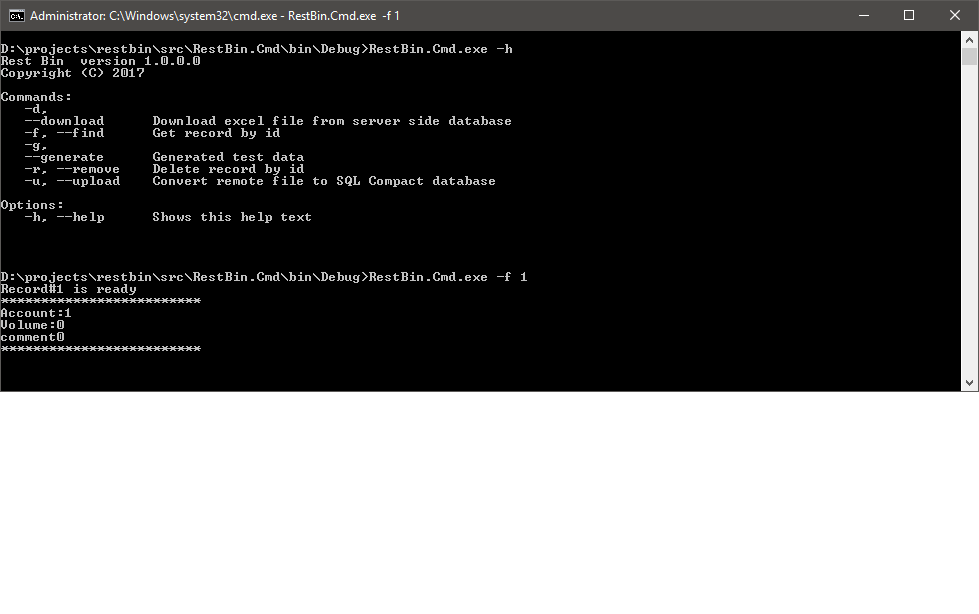 Administrator: C:\Windows\system32\cmd.exe - RestBin.Cmd.exe -f 1
D:\projects\restbin\src\RestBin.Cmd\bin\Debug>RestBin.Cmd.exe -h
Rest Bin  version 1.0.0.0
Copyright (C) 2017
Commands:
   -d,
   --download      Download excel file from server side database
   -f, --find      Get record by id
   -g,
   --generate      Generated test data
   -r, --remove    Delete record by id
   -u, --upload    Convert remote file to SQL Compact database
Options:
   -h, --help      Shows this help text
D:\projects\restbin\src\RestBin.Cmd\bin\Debug>RestBin.Cmd.exe -f 1
Record#1 is ready
*************************
Account:1
Volume:0
comment0
*************************